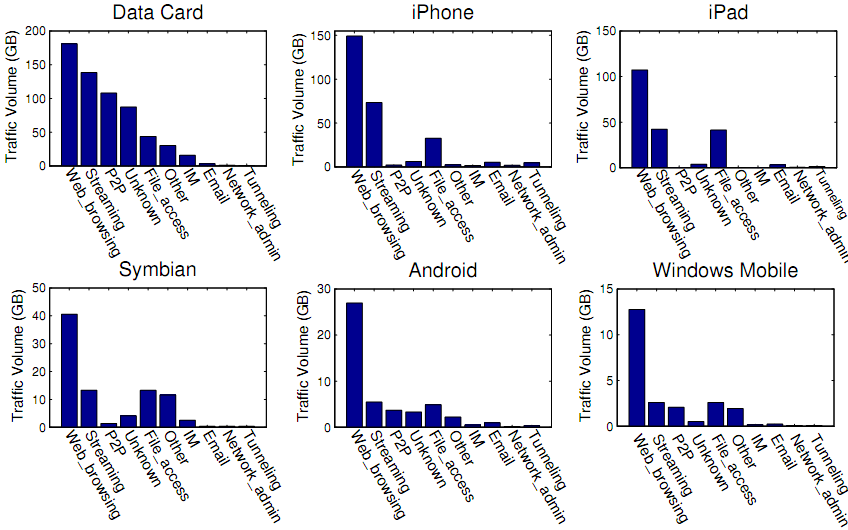 Data Card
Traffic Volume (GB)
200
150
100
50
0
Web_browsing
Streaming
P2P
Unknown
File_access
Other
IM
Email
Network_admin
Tunneling
iPhone
Traffic Volume (GB)
150
100
50
0
Web_browsing
Streaming
P2P
Unknown
File_access
Other
IM
Email
Network_admin
Tunneling
iPad
Traffic Volume (GB)
150
100
50
0
Web_browsing
Streaming
P2P
Unknown
File_access
Other
IM
Email
Network_admin
Tunneling
Symbian
Traffic Volume (GB)
50
40
30
20
10
0
Web_browsing
Streaming
P2P
Unknown
File_access
Other
IM
Email
Network_admin
Tunneling
Android
Traffic Volume (GB)
30
20
10
0
Web_browsing
Streaming
P2P
Unknown
File_access
Other
IM
Email
Network_admin
Tunneling
Windows Mobile
Traffic Volume (GB)
15
10
5
0
Web_browsing
Streaming
P2P
Unknown
File_access
Other
IM
Email
Network_admin
Tunneling